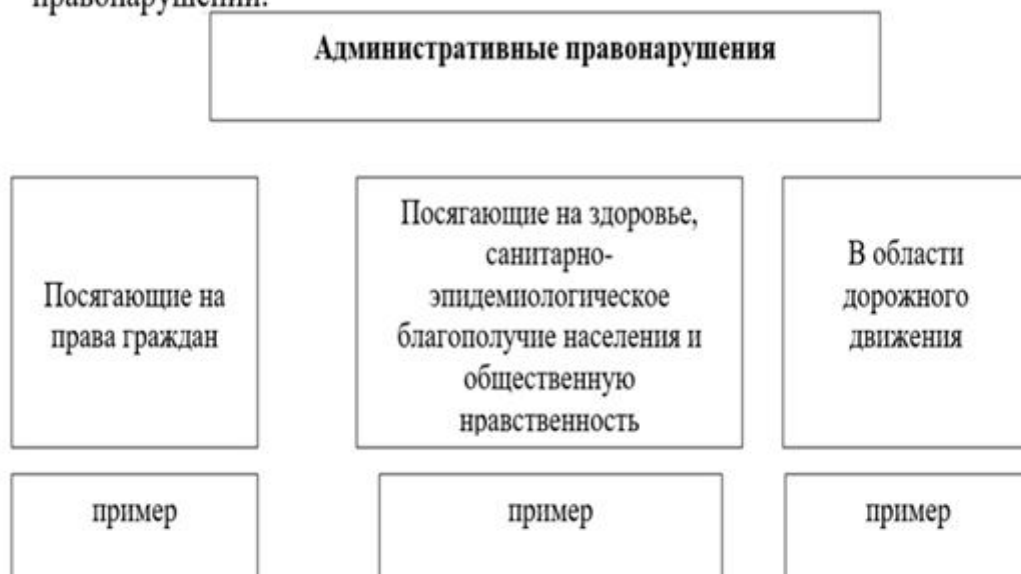 правонарушений.
Административные правонарушения
Посягающие на
права граждан
Посягающие на здоровье,
санитарно-
эпидемиологическое
благополучие населения и
общественную
нравственность
В области
дорожного
движения
пример
пример
пример